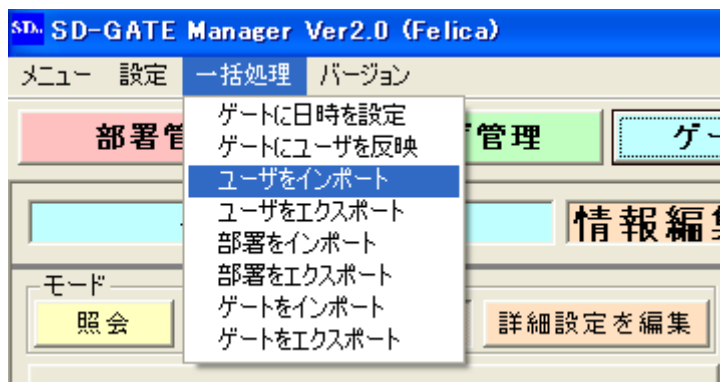 SD-GATE Manager Ver2.0 (Felica)
メニュー 設定 一括処理 バージョン
ゲートに日時を設定
部署管 管理 ゲー
ゲートにユーザを反映
ユーザをインポート
ユーザをエクスポート
情報編集
部署をインポート
部署をエクスポート
モード
ゲートをインポート
照会 詳細設定を編集
ゲートをエクスポート